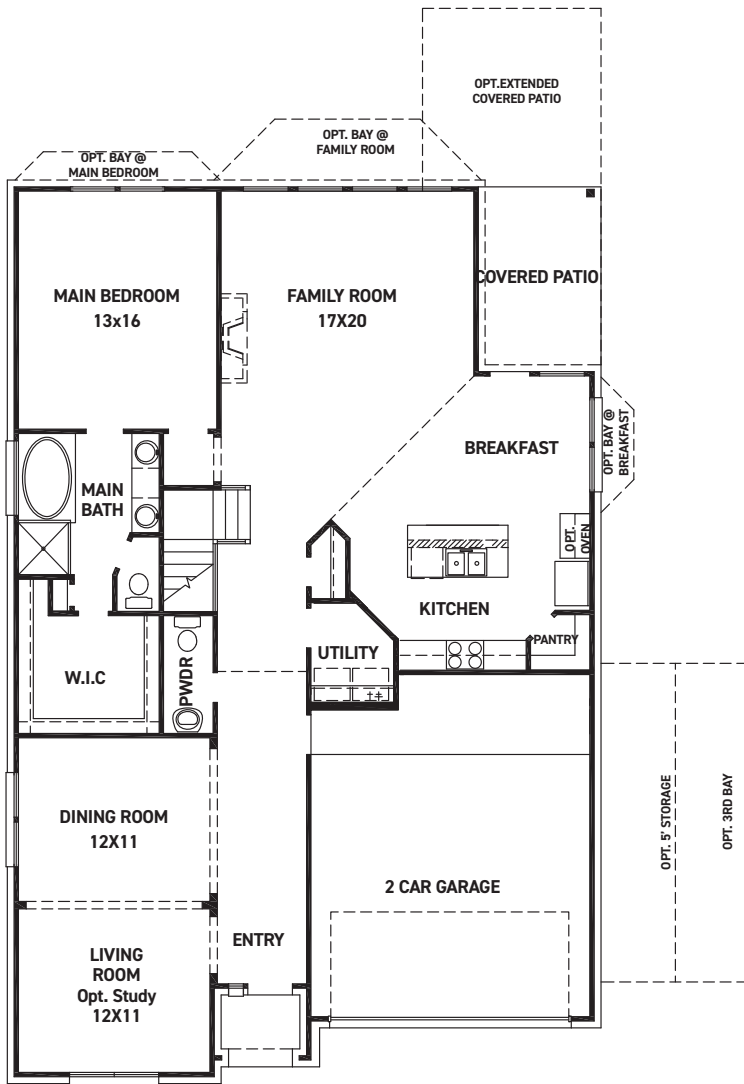 OPT.EXTENDED
COVERED PATIO
OPT. BAY @
FAMILY ROOM
OPT. BAY @
MAIN BEDROOM
COVERED PATIO
MAIN BEDROOM
13x16
FAMILY ROOM
17X20
OPT. BAY @
BREAKFAST
BREAKFAST
MAIN
BATH
OPT.
OVEN
KITCHEN
PANTRY
UTILITY
W.I.C
PWDR
DINING ROOM
12X11
OPT. 5' STORAGE
OPT. 3RD BAY
2 CAR GARAGE
ENTRY
LIVING
ROOM
Opt. Study
12X11